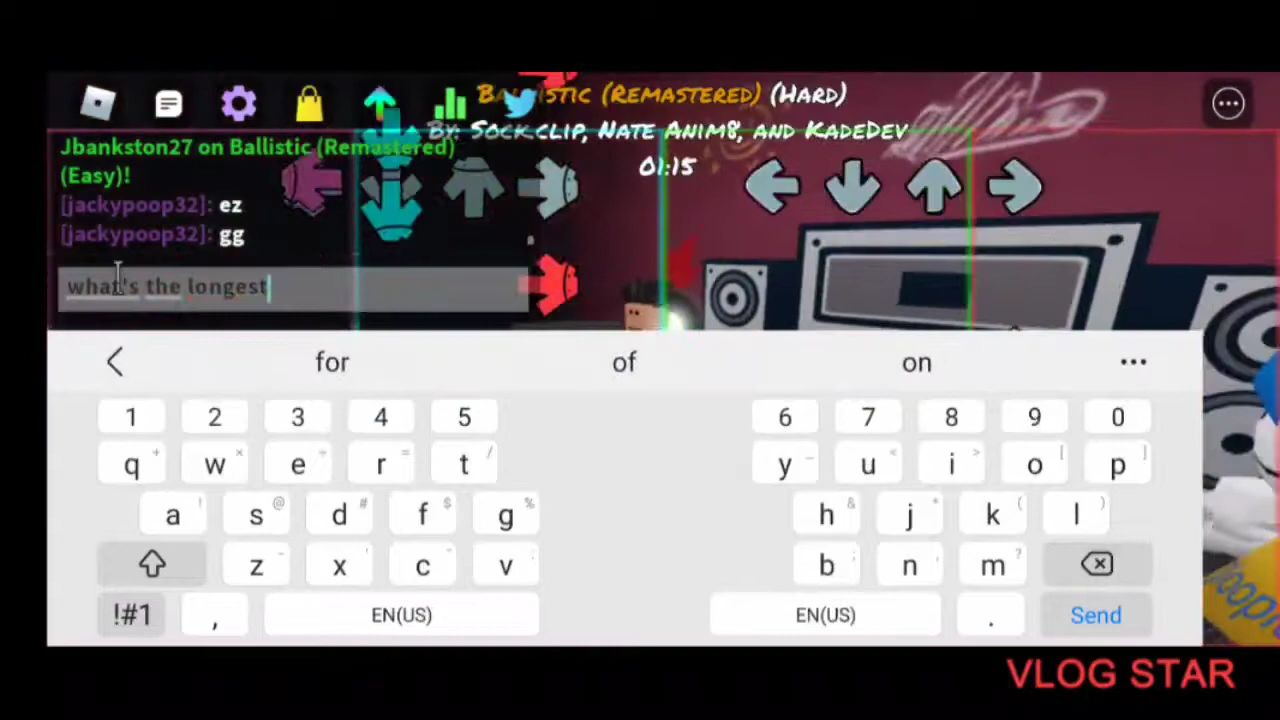 Ballistic (Remastered) (Hard)
By: Sock.clip, Nate Anim8, and KadeDev
01:15
Jbankston27 on Ballistic (Remastered)
(Easy)!
[jackypoop32]: ez
[jackypoop32]: gg
what's the longest
for of on •••
1 2 3 4 5 6 7 8 9 0
q + w × e ÷ r = t / y _ u < i > o [ p ]
a ! s @ d # f $ g % h & j * k ( l )
z - x ' c " v : b ; n , m ?
!#1 , EN(US) EN(US) . Send
VLOG STAR